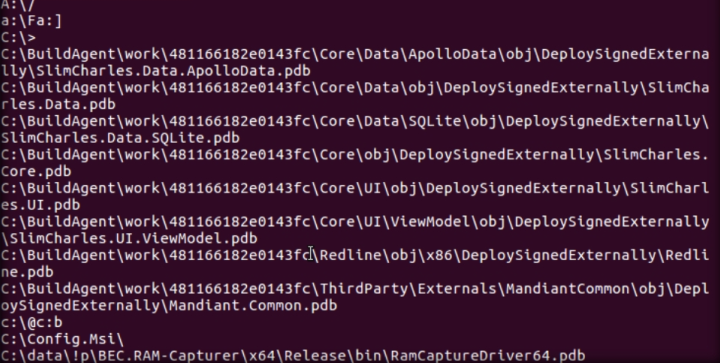 A:\/
a:\Fa:]
C:\>
C:\BuildAgent\work\481166182e0143fc\Core\Data\ApolloData\obj\DeploySignedExterna
lly\SlimCharles.Data.ApolloData.pdb
C:\BuildAgent\work\481166182e0143fc\Core\Data\obj\DeploySignedExternally\SlimCha
rles.Data.pdb
C:\BuildAgent\work\481166182e0143fc\Core\Data\SQLite\obj\DeploySignedExternally\
SlimCharles.Data.SQLite.pdb
C:\BuildAgent\work\481166182e0143fc\Core\obj\DeploySignedExternally\SlimCharles.
Core.pdb
C:\BuildAgent\work\481166182e0143fc\Core\UI\obj\DeploySignedExternally\SlimCharl
es.UI.pdb
C:\BuildAgent\work\481166182e0143fc\Core\UI\ViewModel\obj\DeploySignedExternally
\SlimCharles.UI.ViewModel.pdb
C:\BuildAgent\work\481166182e0143fc\Redline\obj\x86\DeploySignedExternally\Redli
ne.pdb
C:\BuildAgent\work\481166182e0143fc\ThirdParty\Externals\MandiantCommon\obj\Depl
oySignedExternally\Mandiant.Common.pdb
c:\@c:b
C:\Config.Msi\
C:\data\!p\BEC.RAM-Capturer\x64\Release\bin\RamCaptureDriver64.pdb